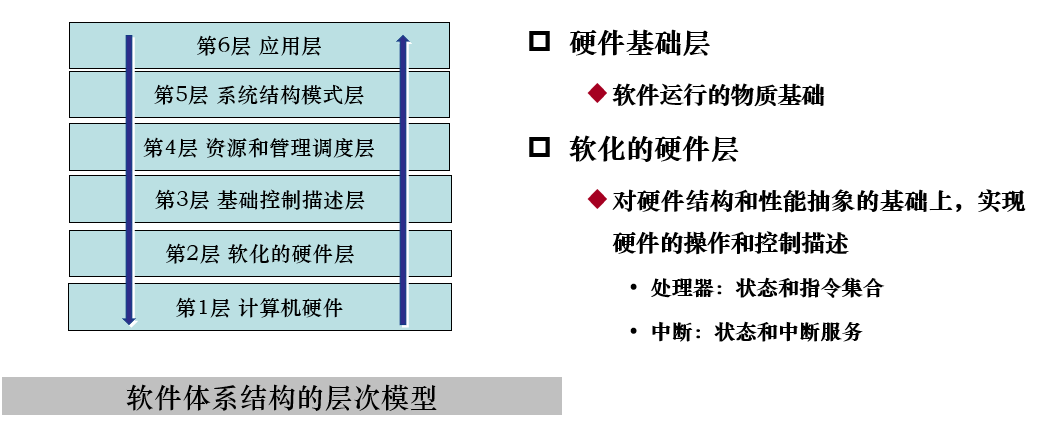 第6层 应用层
第5层 系统结构模式层
第4层 资源和管理调度层
第3层 基础控制描述层
第2层 软化的硬件层
第1层 计算机硬件
软件体系结构的层次模型
硬件基础层
软件运行的物质基础
软化的硬件层
对硬件结构和性能抽象的基础上，实现
硬件的操作和控制描述
• 处理器：状态和指令集合
• 中断：状态和中断服务